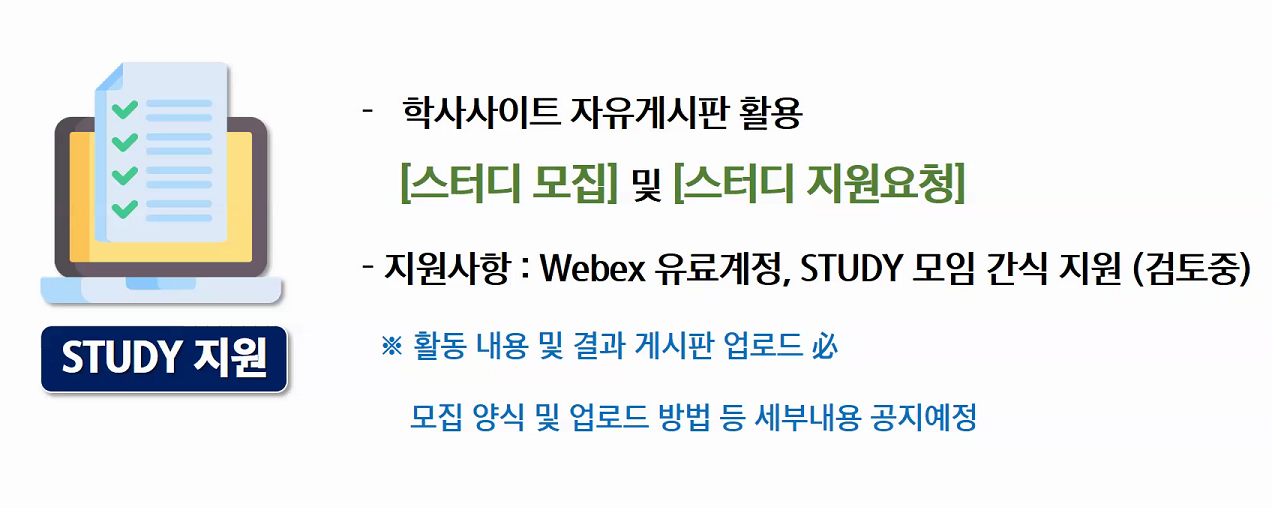 - 학사사이트 자유게시판 활용
[스터디 모집] 및 [스터디 지원요청]
- 지원사항 : Webex 유료계정, STUDY 모임 간식 지원 (검토중)
※ 활동 내용 및 결과 게시판 업로드 必
모집 양식 및 업로드 방법 등 세부내용 공지예정
STUDY 지원